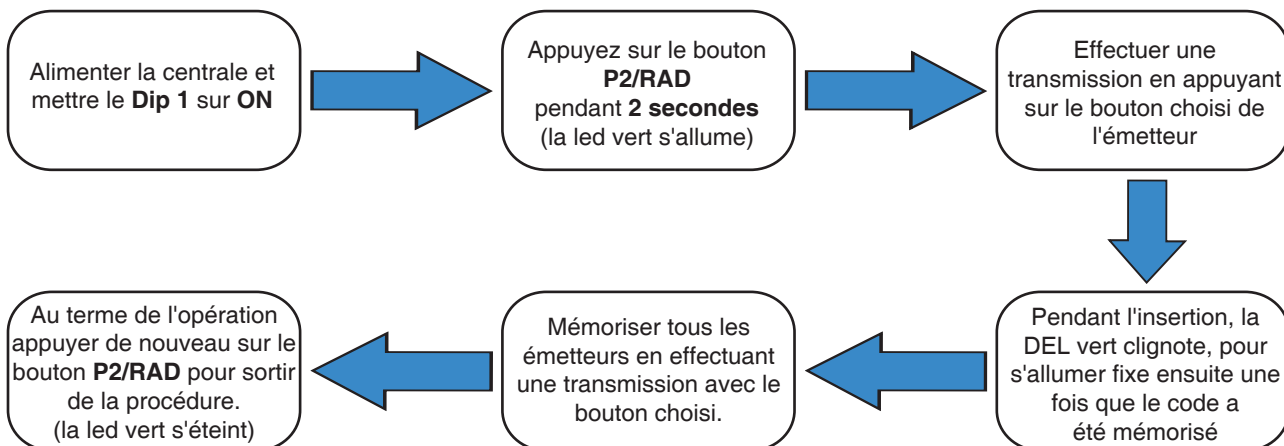 Alimenter la centrale et
mettre le Dip 1 sur ON
Appuyez sur le bouton
P2/RAD
pendant 2 secondes
(la led vert s'allume)
Effectuer une
transmission en appuyant
sur le bouton choisi de
l'émetteur
Pendant l'insertion, la
DEL vert clignote, pour
s'allumer fixe ensuite une
fois que le code a
été mémorisé
Mémoriser tous les
émetteurs en effectuant
une transmission avec le
bouton choisi.
Au terme de l'opération
appuyer de nouveau sur le
bouton P2/RAD pour sortir
de la procédure.
(la led vert s'éteint)